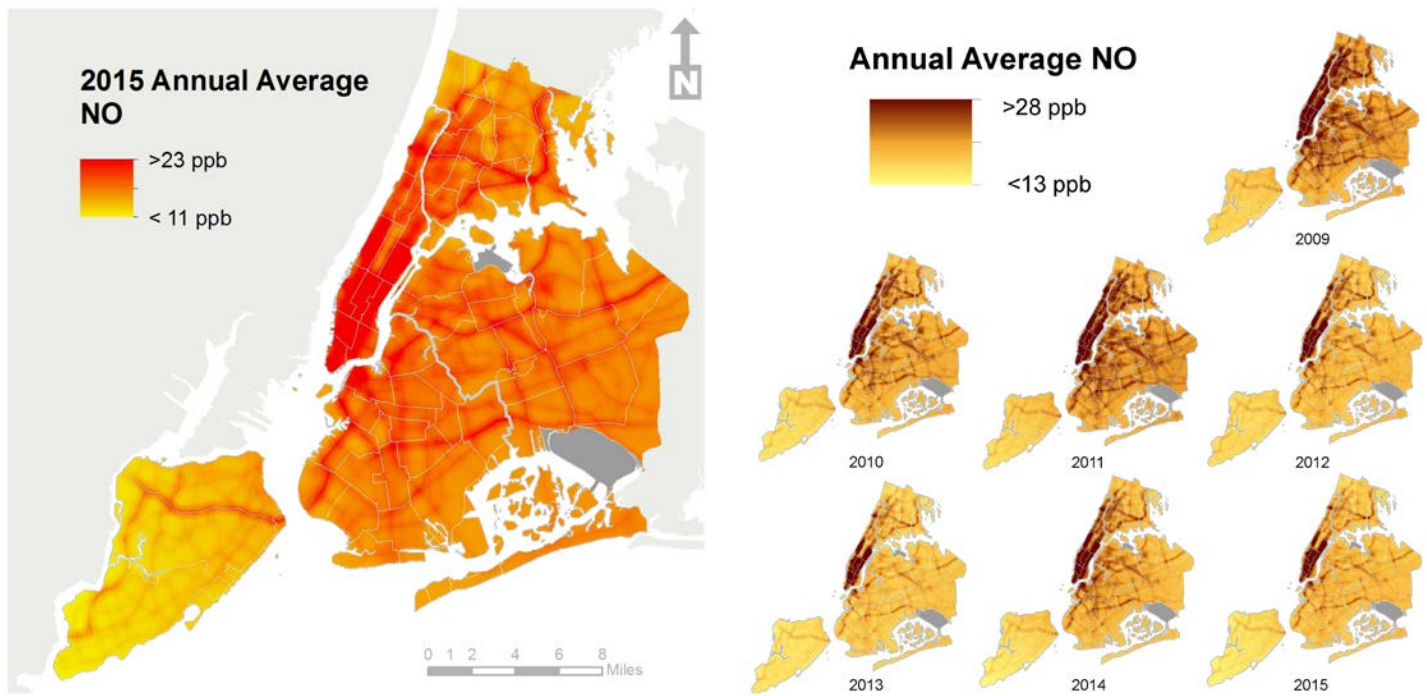 2015 Annual Average
NO
>23 ppb
< 11 ppb
N
0 1 2 4 6 8
Miles
Annual Average NO
>28 ppb
<13 ppb
2009
2010
2011
2012
2013
2014
2015